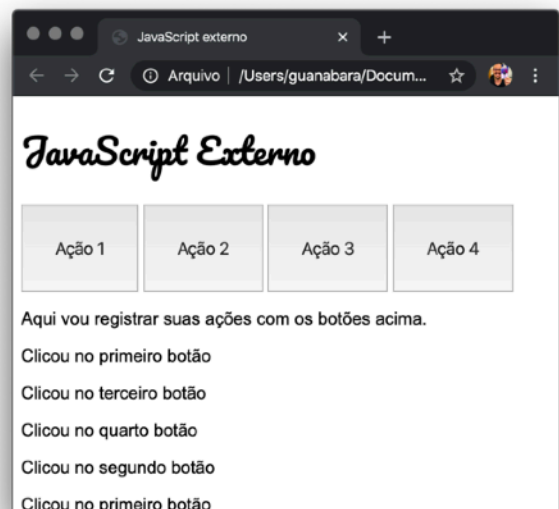 JavaScript externo
Arquivo | /Users/guanabara/Docum...
JavaScript Externo
Ação 1 Ação 2 Ação 3 Ação 4
Aqui vou registrar suas ações com os botões acima.
Clicou no primeiro botão
Clicou no terceiro botão
Clicou no quarto botão
Clicou no segundo botão
Clicou no primeiro botão